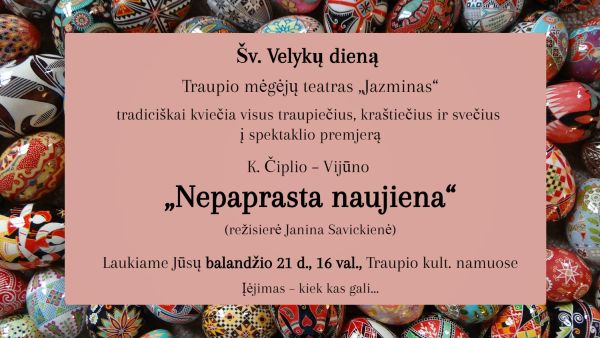 Šv. Velykų dieną
Traupio mėgėjų teatras „Jazminas“
tradiciškai kviečia visus traupiečius, kraštiečius ir svečius
į spektaklio premjerą
K. Čiplio – Vijūno
„Nepaprasta naujiena“
(režisierė Janina Savickienė)
Laukiame Jūsų balandžio 21 d., 16 val., Traupio kult. namuose
Įėjimas – kiek kas gali...